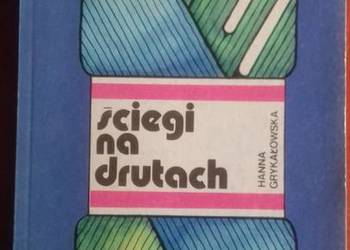 ściegi
na
drutach
HANNA
GRYKAŁOWSKA